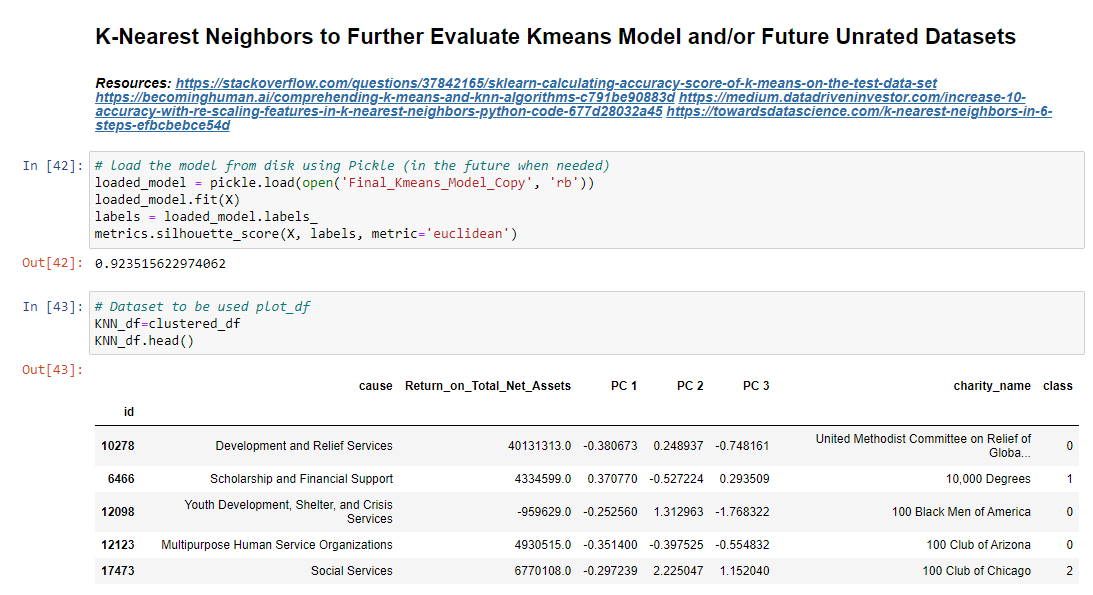 K-Nearest Neighbors to Further Evaluate Kmeans Model and/or Future Unrated Datasets
Resources: https://stackoverflow.com/questions/37842165/sklearn-calculating-accuracy-score-of-k-means-on-the-test-data-set
https://becominghuman.ai/comprehending-k-means-and-knn-algorithms-c791be90883d https://medium.datadriveninvestor.com/increase-10-
accuracy-with-re-scaling-features-in-k-nearest-neighbors-python-code-677d28032a45 https://towardsdatascience.com/k-nearest-neighbors-in-6-
steps-efbcbebce54d
In [42]: # load the model from disk using Pickle (in the future when needed)
loaded_model = pickle.load(open('Final_Kmeans_Model_Copy', 'rb'))
loaded_model.fit(X)
labels = loaded_model.labels_
metrics.silhouette_score(X, labels, metric='euclidean')
Out[42]: 0.923515622974062
In [43]: # Dataset to be used plot_df
KNN_df=clustered_df
KNN_df.head()
Out[43]:
cause Return_on_Total_Net_Assets PC 1 PC 2 PC 3 charity_name class
id
10278 Development and Relief Services 40131313.0 -0.380673 0.248937 -0.748161 United Methodist Committee on Relief of
Globa... 0
6466 Scholarship and Financial Support 4334599.0 0.370770 -0.527224 0.293509 10,000 Degrees 1
12098 Youth Development, Shelter, and Crisis
Services -959629.0 -0.252560 1.312963 -1.768322 100 Black Men of America 0
12123 Multipurpose Human Service Organizations 4930515.0 -0.351400 -0.397525 -0.554832 100 Club of Arizona 0
17473 Social Services 6770108.0 -0.297239 2.225047 1.152040 100 Club of Chicago 2